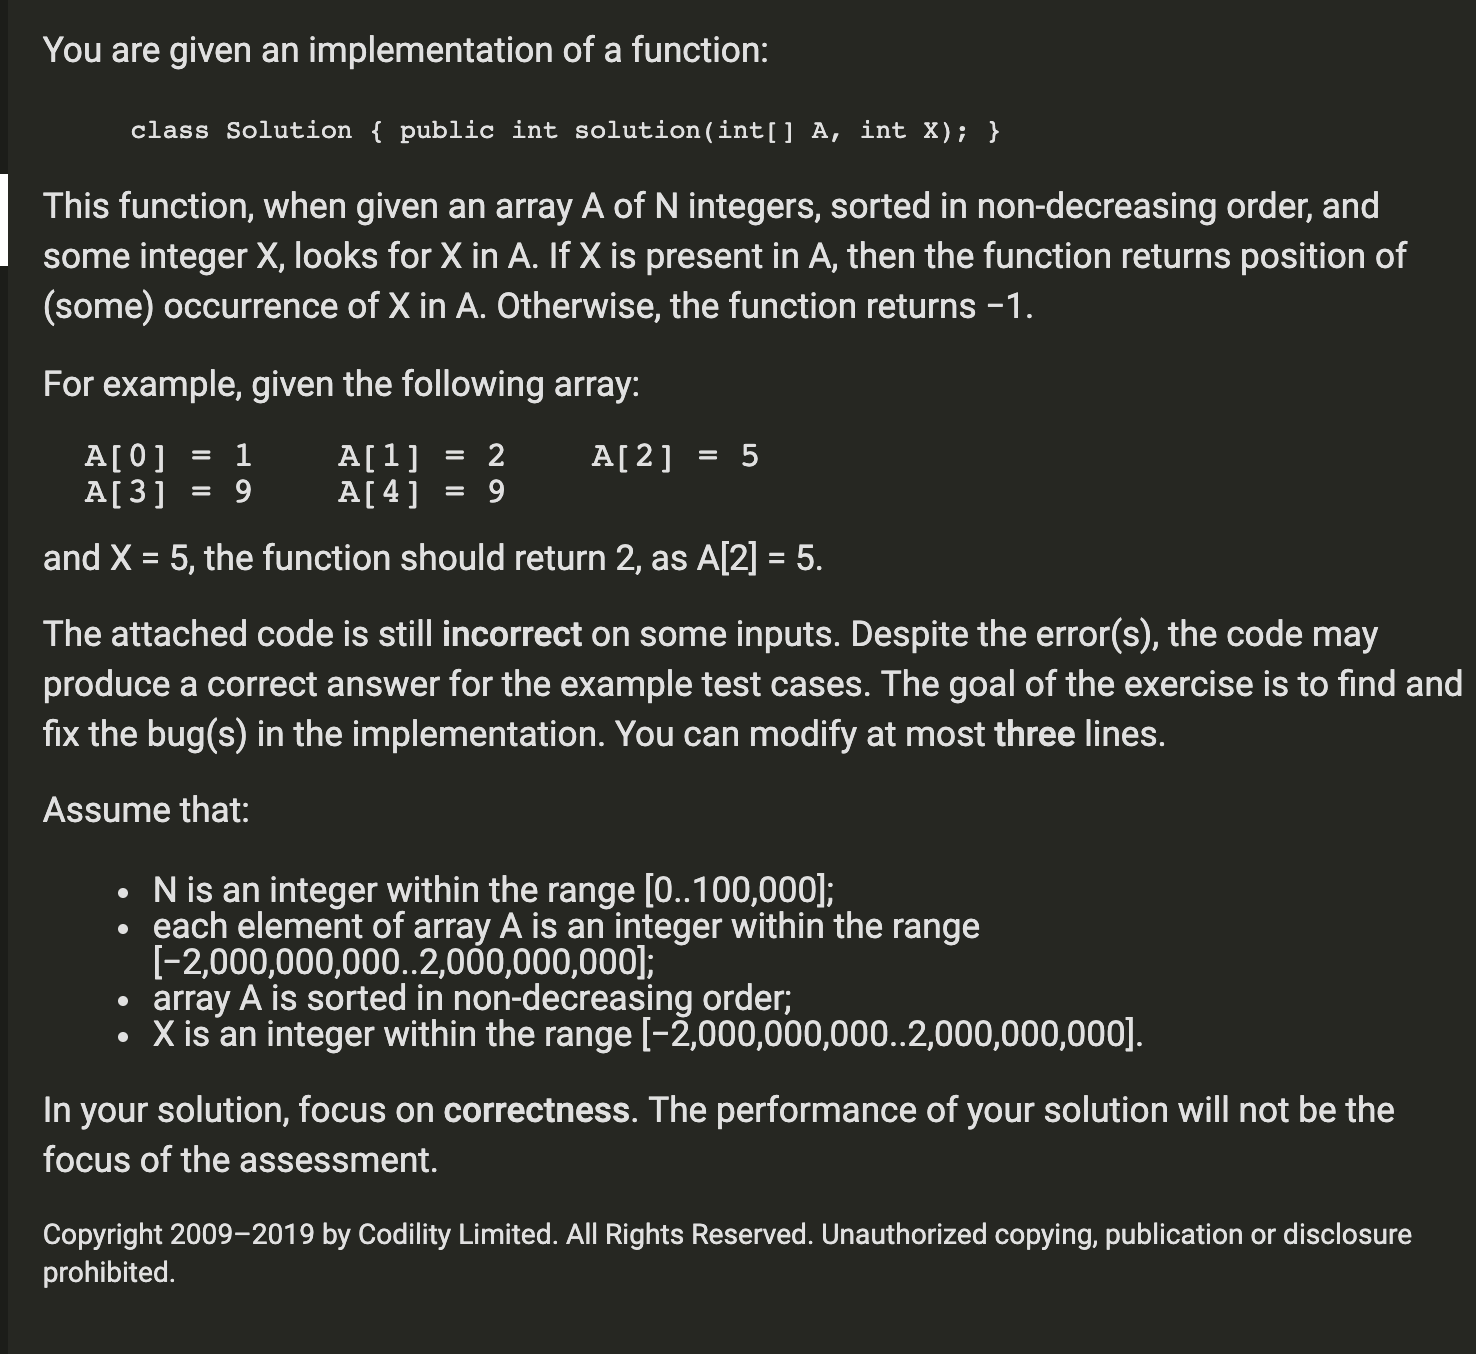 You are given an implementation of a function:
class Solution { public int solution(int[] A, int X); }
This function, when given an array A of N integers, sorted in non-decreasing order, and
some integer X, looks for X in A. If X is present in A, then the function returns position of
(some) occurrence of X in A. Otherwise, the function returns −1.
For example, given the following array:
A[0] = 1 A[1] = 2 A[2] = 5
A[3] = 9 A[4] = 9
and X = 5, the function should return 2, as A[2] = 5.
The attached code is still incorrect on some inputs. Despite the error(s), the code may
produce a correct answer for the example test cases. The goal of the exercise is to find and
fix the bug(s) in the implementation. You can modify at most three lines.
Assume that:
• N is an integer within the range [0..100,000];
• each element of array A is an integer within the range
[−2,000,000,000..2,000,000,000];
• array A is sorted in non-decreasing order;
• X is an integer within the range [−2,000,000,000..2,000,000,000].
In your solution, focus on correctness. The performance of your solution will not be the
focus of the assessment.
Copyright 2009–2019 by Codility Limited. All Rights Reserved. Unauthorized copying, publication or disclosure
prohibited.